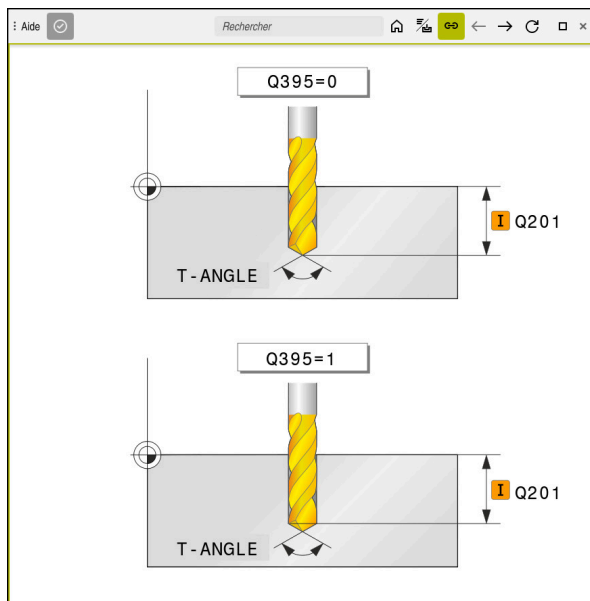 Aide
Rechercher
Q395=0
I Q201
T-ANGLE
Q395=1
I Q201
T-ANGLE